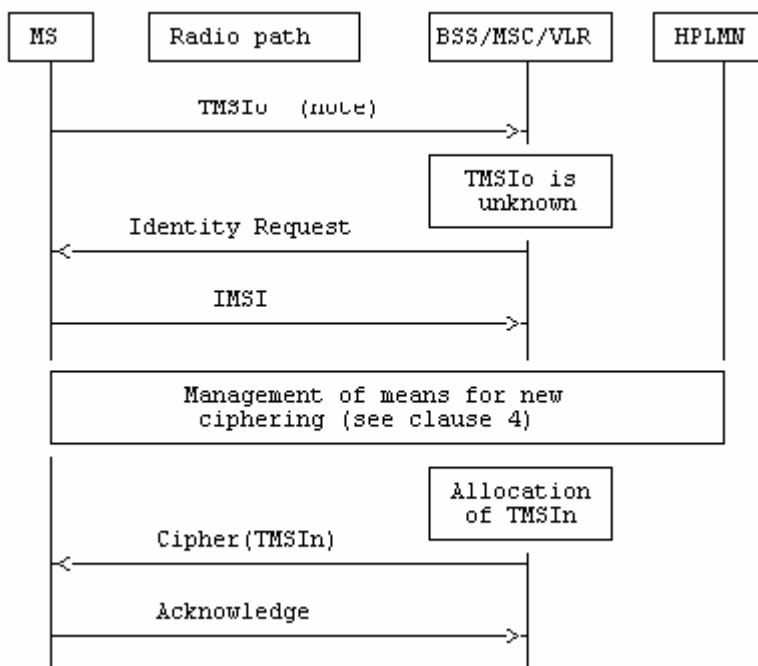 MS Radio path BSS/MSC/VLR HPLMN
TMSIo (note)
TMSIo is
unknown
Identity Request
IMSI
Management of means for new
ciphering (see clause 4)
Allocation
of TMSIn
Cipher(TMSIn)
Acknowledge